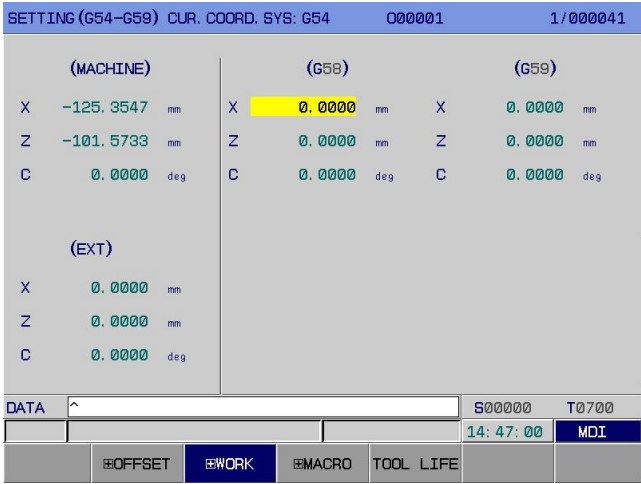 SETTING(G54-G59) CUR. COORD. SYS: G54 O00001 1/000041
(MACHINE) (G58) (G59)
X -125.3547 mm X 0.0000 mm X 0.0000 mm
Z -101.5733 mm Z 0.0000 mm Z 0.0000 mm
C 0.0000 deg C 0.0000 deg C 0.0000 deg
(EXT)
X 0.0000 mm
Z 0.0000 mm
C 0.0000 deg
DATA ^ S00000 T0700
14:47:00 MDI
⊞OFFSET ⊞WORK ⊞MACRO TOOL LIFE